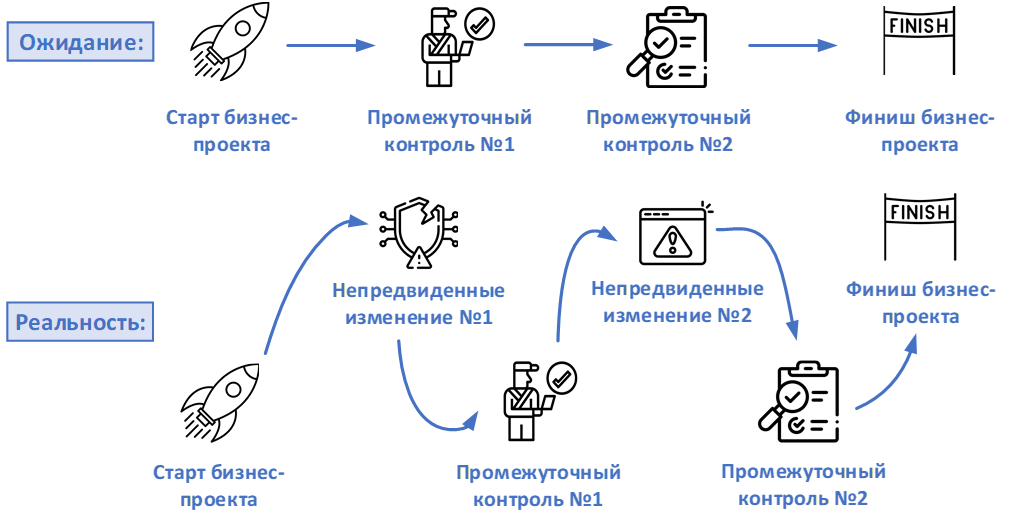 Ожидание:
FINISH
Старт бизнес-
проекта
Промежуточный
контроль №1
Промежуточный
контроль №2
Финиш бизнес-
проекта
Реальность:
FINISH
Непредвиденные
изменение №1
Непредвиденные
изменение №2
Финиш бизнес-
проекта
Старт бизнес-
проекта
Промежуточный
контроль №1
Промежуточный
контроль №2